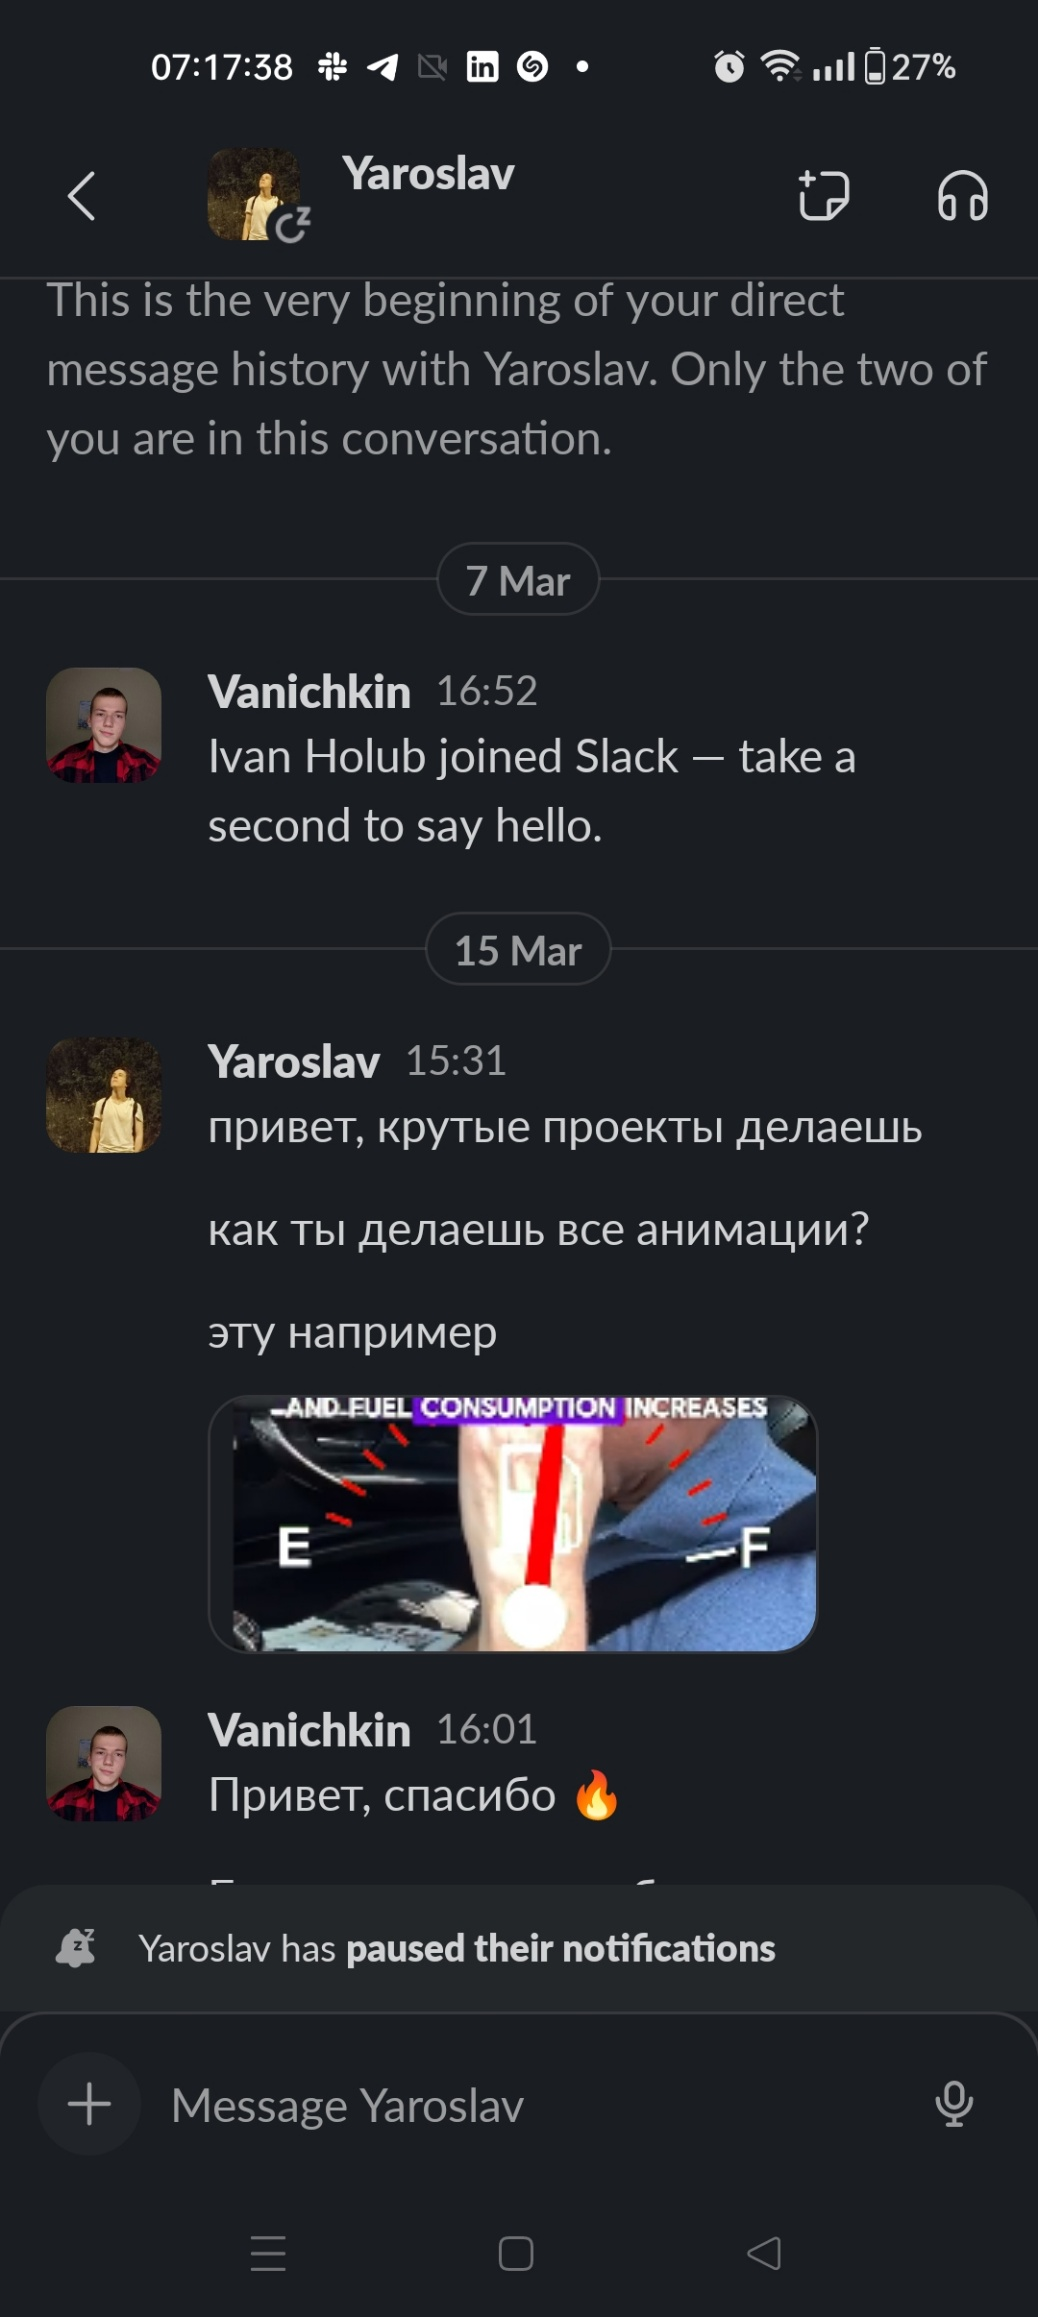 07:17:38
27%
Yaroslav
This is the very beginning of your direct
message history with Yaroslav. Only the two of
you are in this conversation.
7 Mar
Vanichkin 16:52
Ivan Holub joined Slack — take a
second to say hello.
15 Mar
Yaroslav 15:31
привет, крутые проекты делаешь
как ты делаешь все анимации?
эту например
AND FUEL CONSUMPTION INCREASES
E
F
Vanichkin 16:01
Привет, спасибо 🔥
Yaroslav has paused their notifications
Message Yaroslav